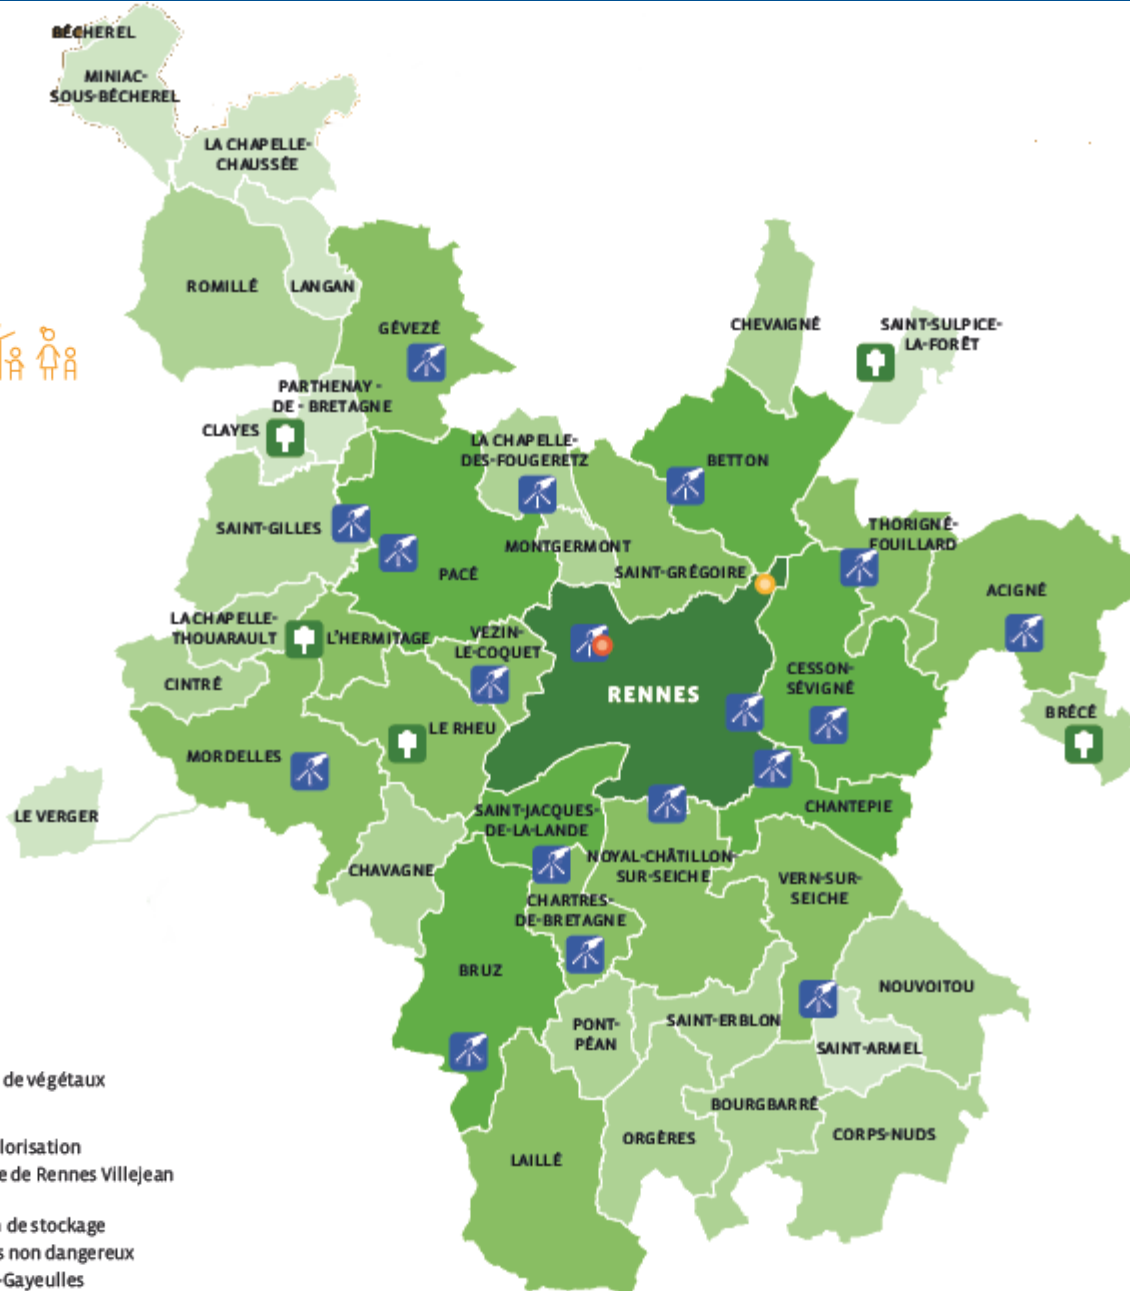 BÉCHEREL
MINIAC-
SOUS-BÉCHEREL
LA CHAPELLE-
CHAUSSÉE
ROMILLÉ
LANGAN
GÉVEZÉ
CHEVAIGNÉ
SAINT-SULPICE-
LA-FORÊT
PARTHENAY -
DE - BRETAGNE
CLAYES
LA CHAPELLE-
DES-FOUGERETZ
BETTON
SAINT-GILLES
THORIGNÉ-
FOUILLARD
MONTGERMONT
PACÉ
SAINT-GRÉGOIRE
ACIGNÉ
LA CHAPELLE-
THOUARAULT
L'HERMITAGE
VEZIN-
LE-COQUET
CINTRÉ
RENNES
CESSON-
SÉVIGNÉ
BRÉCÉ
LE RHEU
MORDELLES
LE VERGER
SAINT-JACQUES-
DE-LA-LANDE
CHANTEPIE
CHAVAGNE
NOYAL-CHÂTILLON-
SUR-SEICHE
VERN-SUR-
SEICHE
CHARTRES-
DE-BRETAGNE
BRUZ
NOUVOITOU
PONT-
PÉAN
SAINT-ERBLON
SAINT-ARMEL
de végétaux
BOURGBARRÉ
ORGÈRES
CORPS-NUDS
lorisation
LAILLÉ
e de Rennes Villejean
de stockage
s non dangereux
-Gayeulles